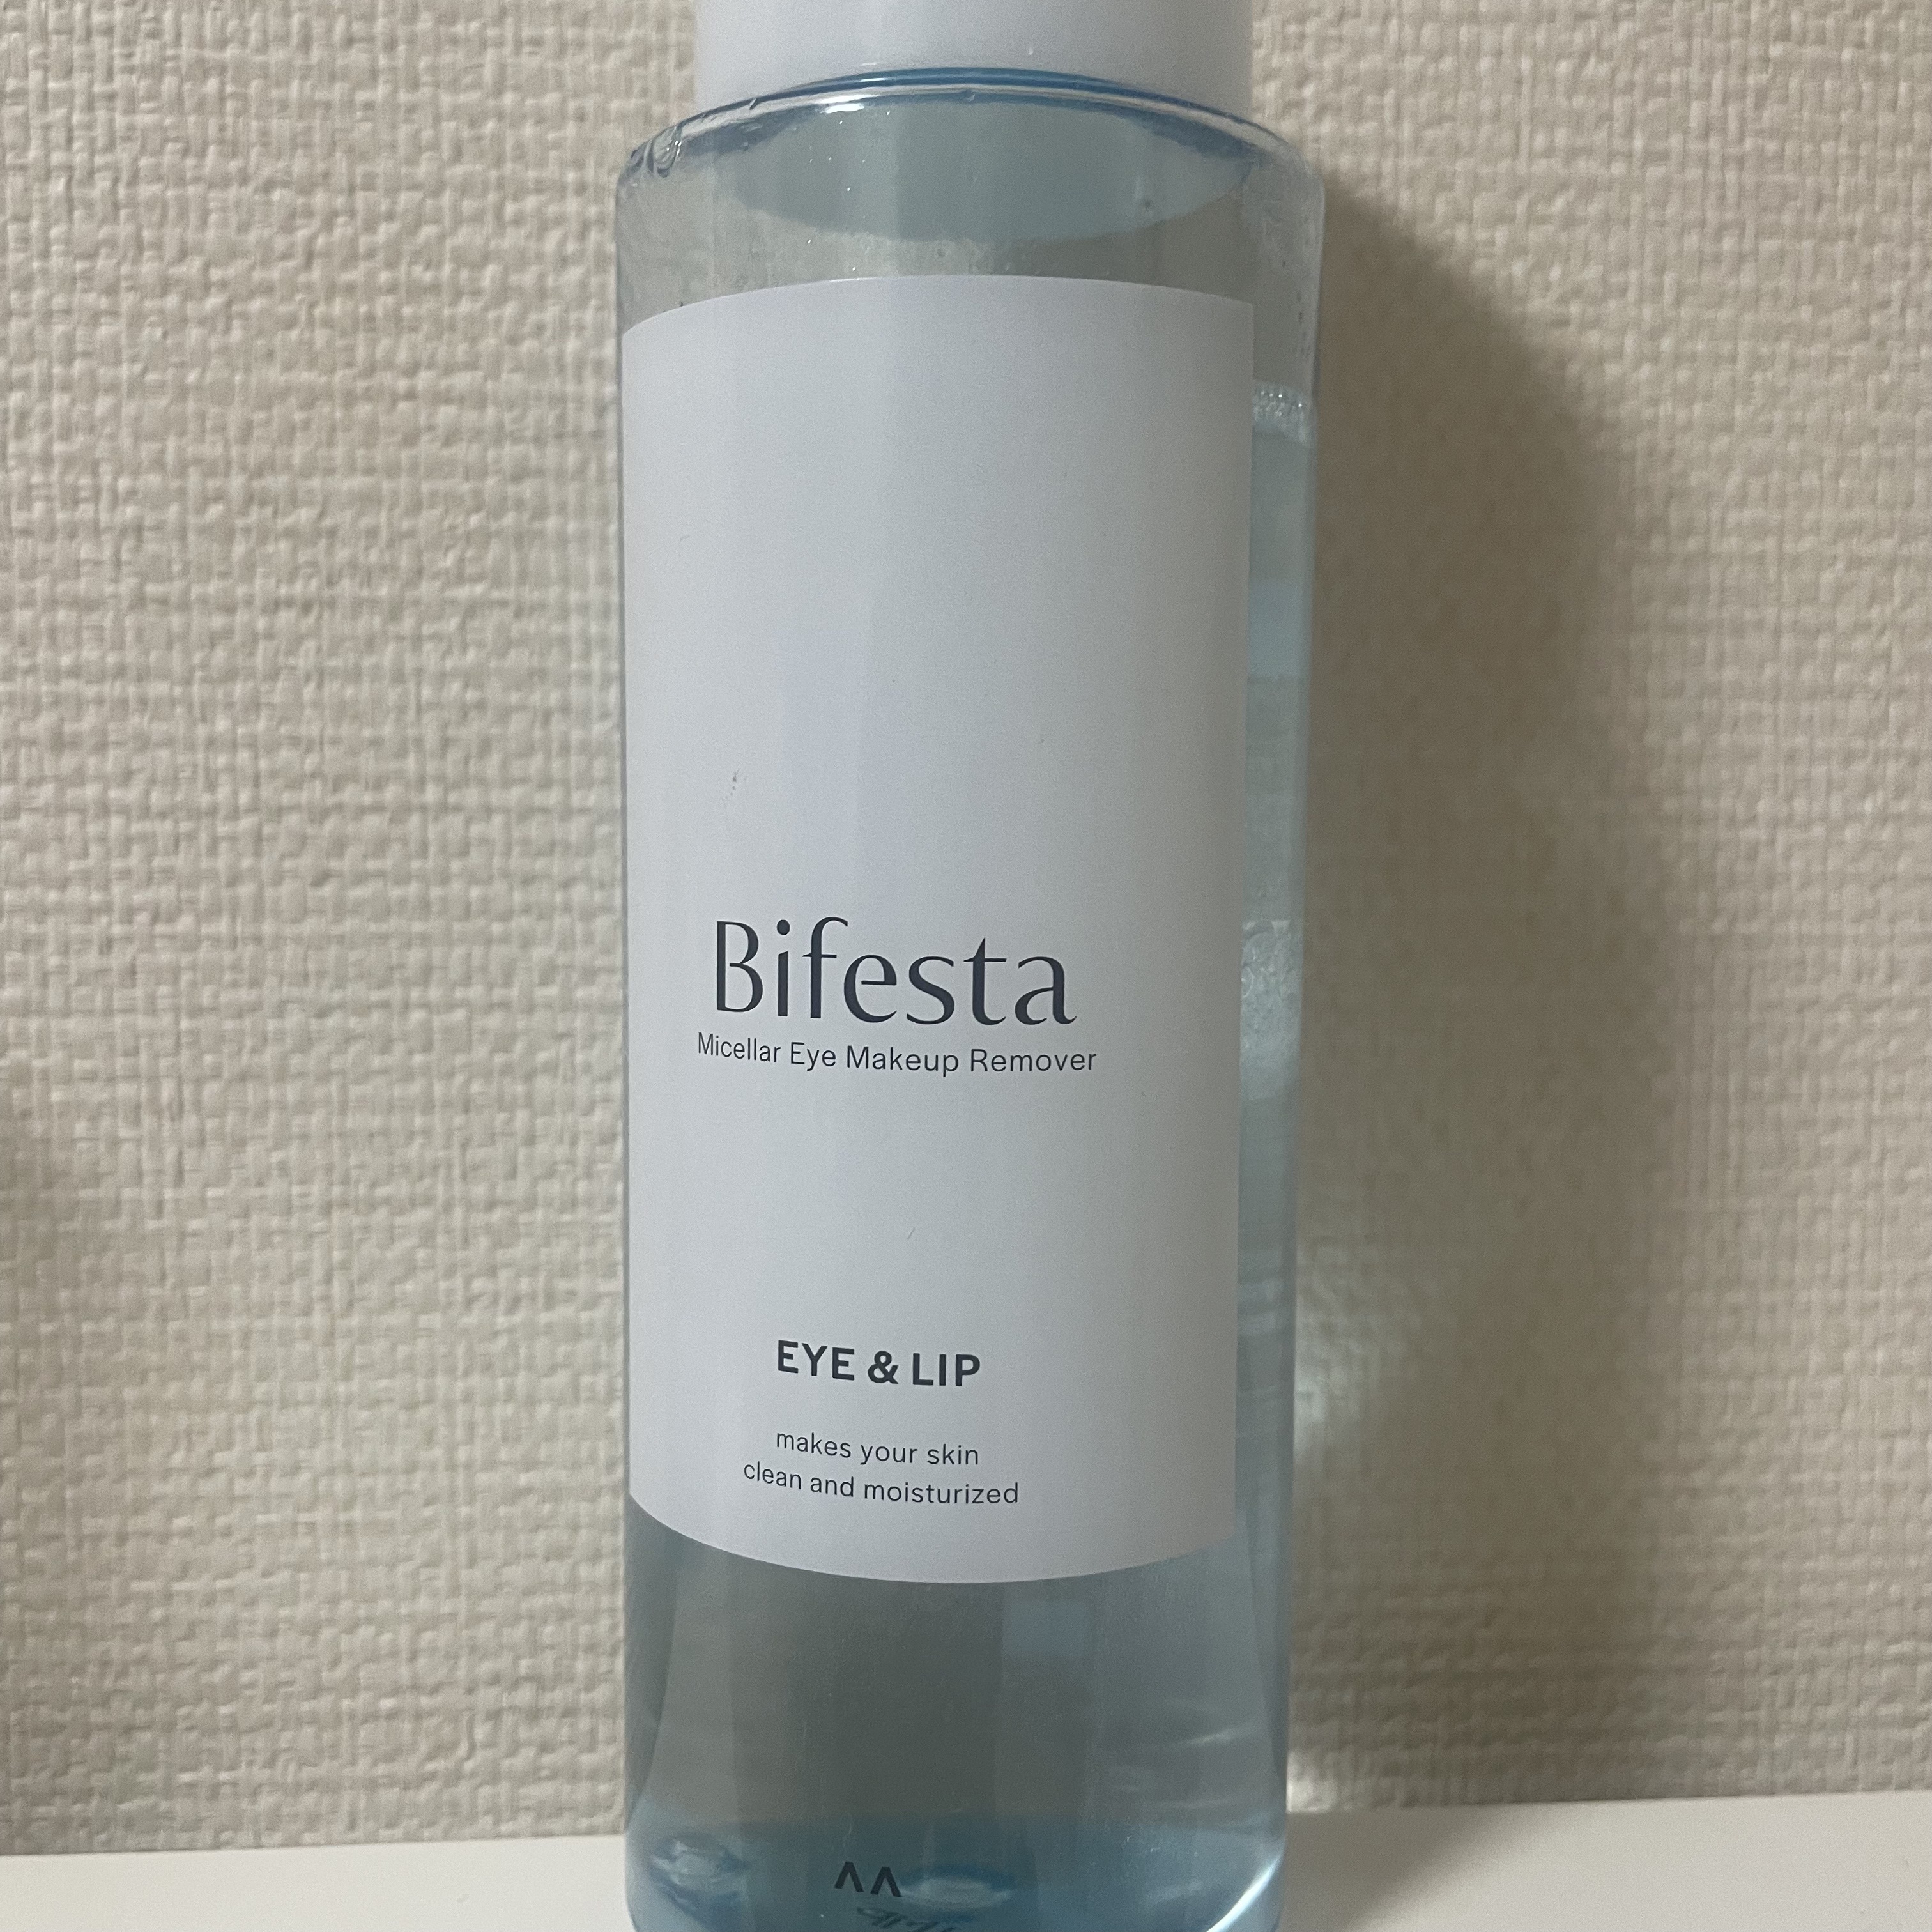 Bifesta
Micellar Eye Makeup Remover
EYE & LIP
makes your skin
clean and moisturized